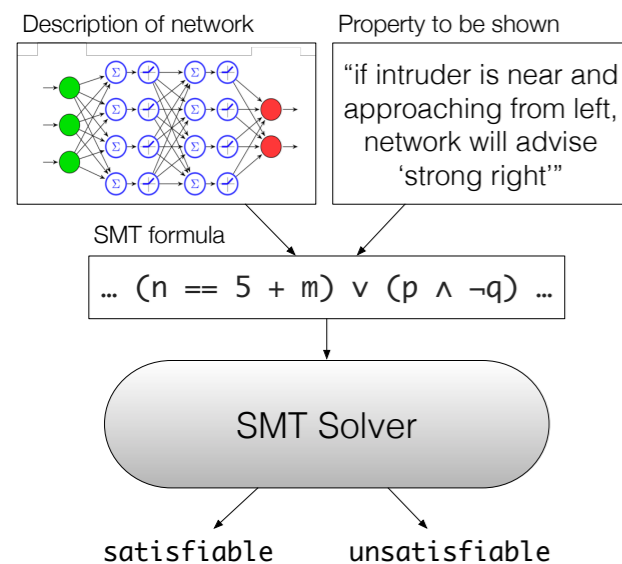 Description of network
Property to be shown
Σ Σ
Σ Σ
Σ Σ
Σ Σ
“if intruder is near and
approaching from left,
network will advise
‘strong right’”
SMT formula
… (n == 5 + m) ∨ (p ∧ ¬q) …
SMT Solver
satisfiable
unsatisfiable